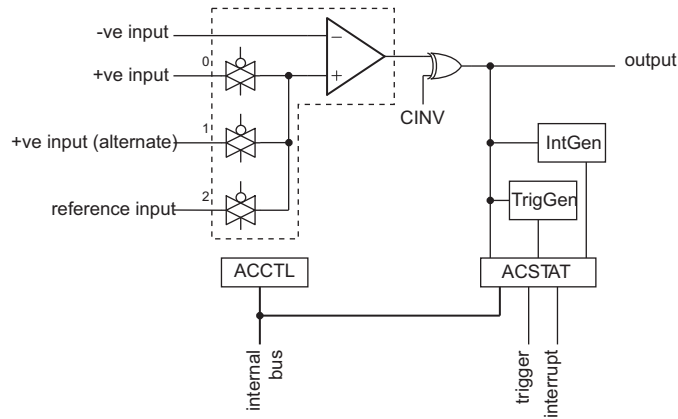 -ve input
+ve input
0
+ve input (alternate)
1
reference input
2
−
+
CINV
output
IntGen
TrigGen
ACCTL
ACSTAT
internal
bus
trigger
interrupt